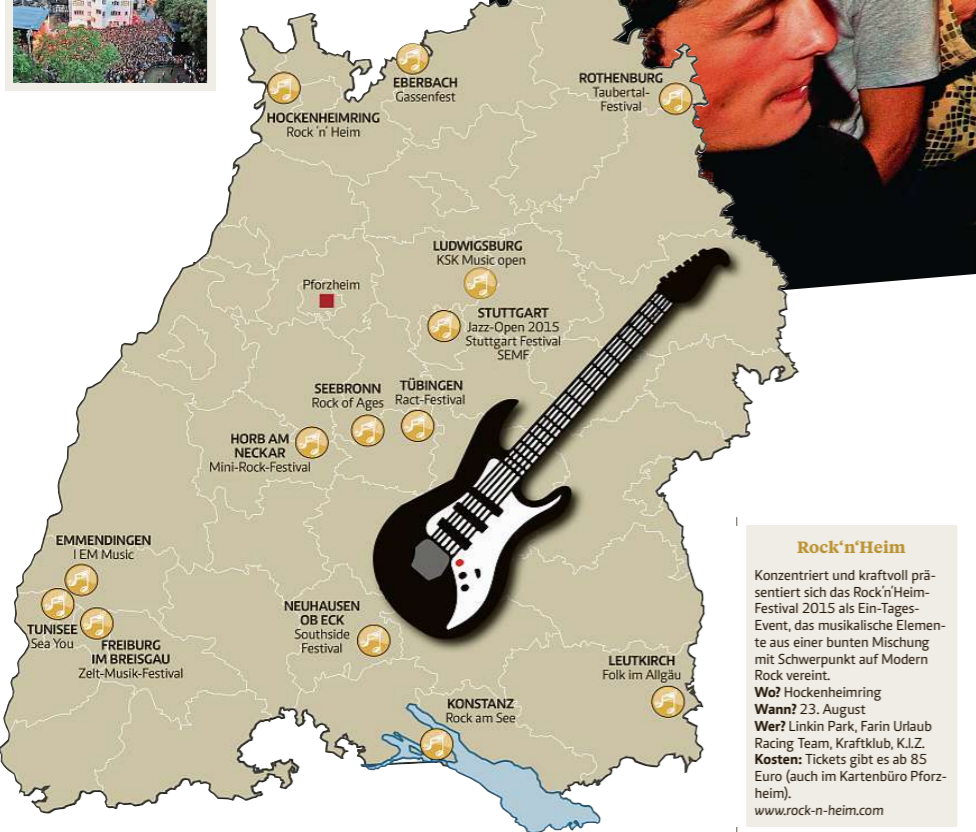 EBERBACH
Gassenfest
ROTHENBURG
Taubertal-
Festival
HOCKENHEIMRING
Rock ´n´ Heim
LUDWIGSBURG
KSK Music open
Pforzheim
STUTTGART
Jazz-Open 2015
Stuttgart Festival
SEMF
SEEBRONN
Rock of Ages
TÜBINGEN
Ract-Festival
HORB AM
NECKAR
Mini-Rock-Festival
EMMENDINGEN
I EM Music
TUNISEE
Sea You
FREIBURG
IM BREISGAU
Zelt-Musik-Festival
NEUHAUSEN
OB ECK
Southside
Festival
LEUTKIRCH
Folk im Allgäu
KONSTANZ
Rock am See
Rock‘n‘Heim
Konzentriert und kraftvoll prä-
sentiert sich das Rock´n´Heim-
Festival 2015 als Ein-Tages-
Event, das musikalische Elemen-
te aus einer bunten Mischung
mit Schwerpunkt auf Modern
Rock vereint.
Wo? Hockenheimring
Wann? 23. August
Wer? Linkin Park, Farin Urlaub
Racing Team, Kraftklub, K.I.Z.
Kosten: Tickets gibt es ab 85
Euro (auch im Kartenbüro Pforz-
heim).
www.rock-n-heim.com